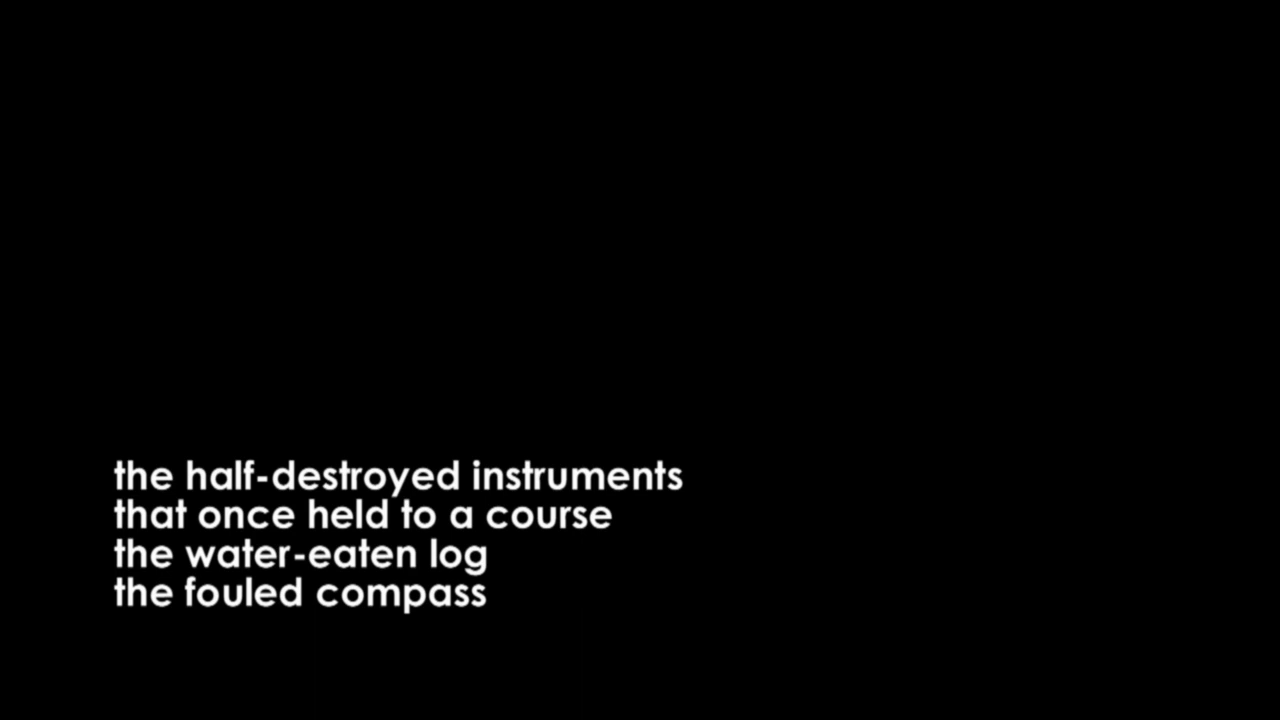 the half-destroyed instruments
that once held to a course
the water-eaten log
the fouled compass